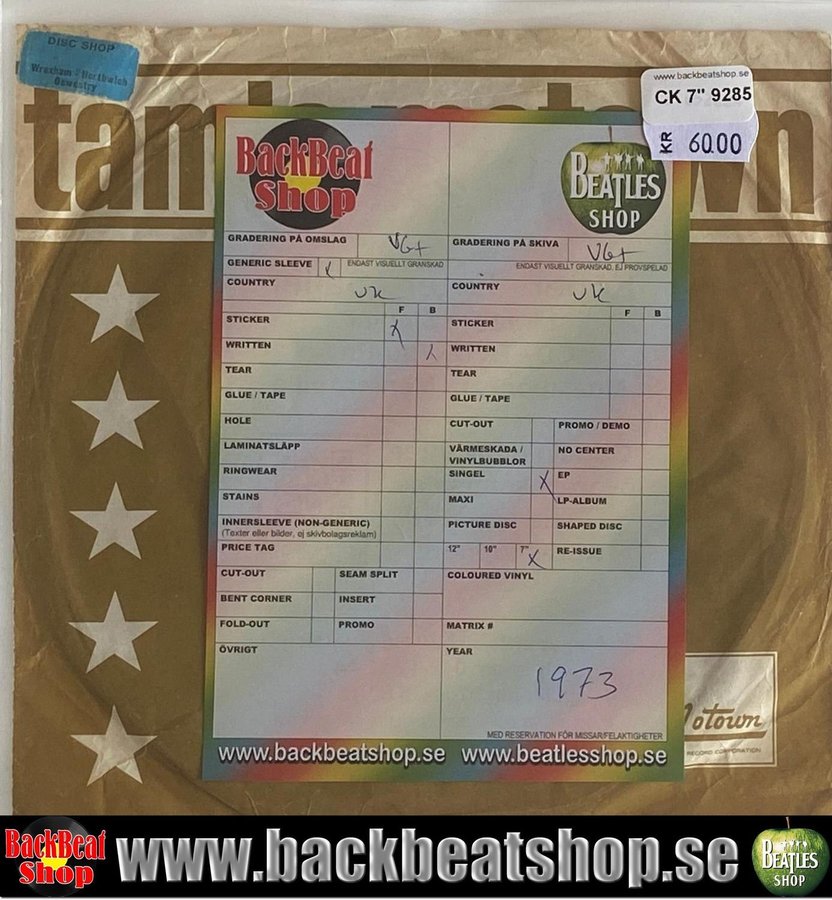 DISC SHOP
Wrexham - Northwich
Oswestry
www.backbeatshop.se
CK 7" 9285
KR 60.00
BackBeat
Shop
BEATLES
SHOP
GRADERING PÅ OMSLAG VG+
GRADERING PÅ SKIVA VG+
GENERIC SLEEVE X ENDAST VISUELLT GRANSKAD
ENDAST VISUELLT GRANSKAD, EJ PROVSPELAD
COUNTRY UK
COUNTRY UK
F B
F B
STICKER X
STICKER
WRITTEN X
WRITTEN
TEAR
TEAR
GLUE / TAPE
GLUE / TAPE
HOLE
CUT-OUT PROMO / DEMO
LAMINATSLÄPP
VÄRMESKADA / NO CENTER
VINYLBUBBLOR
RINGWEAR
SINGEL X EP
STAINS
MAXI LP-ALBUM
INNERSLEEVE (NON-GENERIC)
(Texter eller bilder, ej skivbolagsreklam)
PICTURE DISC SHAPED DISC
PRICE TAG
12" 10" 7" X RE-ISSUE
CUT-OUT SEAM SPLIT
COLOURED VINYL
BENT CORNER INSERT
FOLD-OUT PROMO
MATRIX #
ÖVRIGT
YEAR
1973
MED RESERVATION FÖR MISSAR/FELAKTIGHETER
www.backbeatshop.se www.beatlesshop.se
otown
RECORD CORPORATION
BackBeat
Shop
www.backbeatshop.se
BEATLES
SHOP